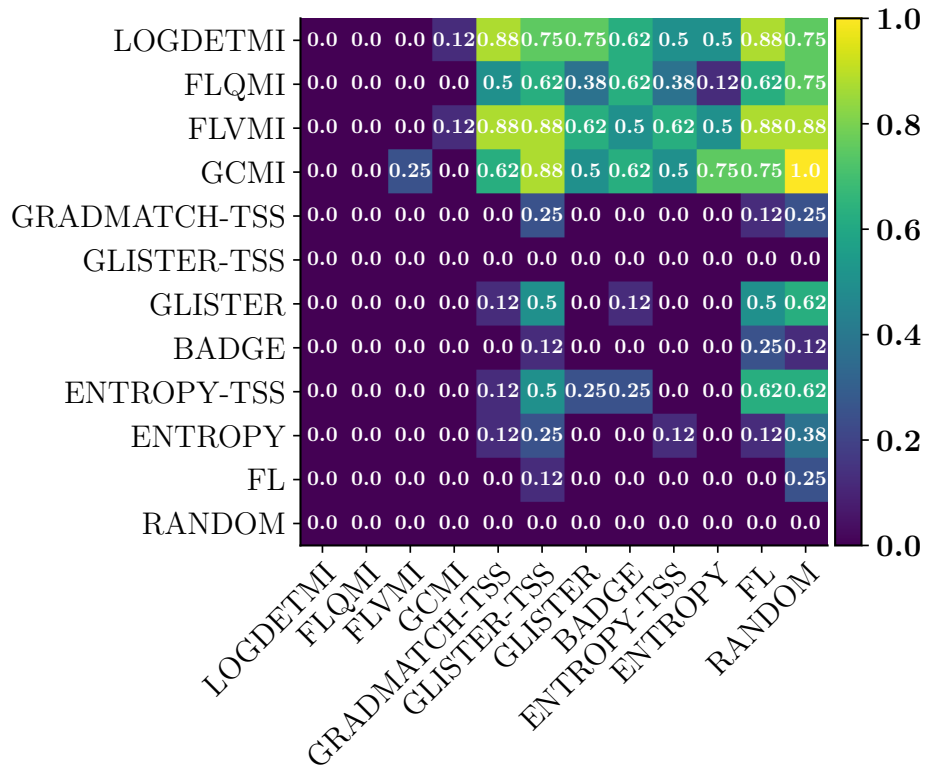 LOGDETMI 0.0 0.0 0.0 0.12 0.88 0.75 0.75 0.62 0.5 0.5 0.88 0.75
FLQMI 0.0 0.0 0.0 0.0 0.5 0.62 0.38 0.62 0.38 0.12 0.62 0.75
FLVMI 0.0 0.0 0.0 0.12 0.88 0.88 0.62 0.5 0.62 0.5 0.88 0.88
GCMI 0.0 0.0 0.25 0.0 0.62 0.88 0.5 0.62 0.5 0.75 0.75 1.0
GRADMATCH-TSS 0.0 0.0 0.0 0.0 0.0 0.25 0.0 0.0 0.0 0.0 0.12 0.25
GLISTER-TSS 0.0 0.0 0.0 0.0 0.0 0.0 0.0 0.0 0.0 0.0 0.0 0.0
GLISTER 0.0 0.0 0.0 0.0 0.12 0.5 0.0 0.12 0.0 0.0 0.5 0.62
BADGE 0.0 0.0 0.0 0.0 0.0 0.12 0.0 0.0 0.0 0.0 0.25 0.12
ENTROPY-TSS 0.0 0.0 0.0 0.0 0.12 0.5 0.25 0.25 0.0 0.0 0.62 0.62
ENTROPY 0.0 0.0 0.0 0.0 0.12 0.25 0.0 0.0 0.12 0.0 0.12 0.38
FL 0.0 0.0 0.0 0.0 0.0 0.12 0.0 0.0 0.0 0.0 0.0 0.25
RANDOM 0.0 0.0 0.0 0.0 0.0 0.0 0.0 0.0 0.0 0.0 0.0 0.0
LOGDETMI
FLQMI
FLVMI
GCMI
GRADMATCH-TSS
GLISTER-TSS
GLISTER
BADGE
ENTROPY-TSS
ENTROPY
FL
RANDOM
1.0
0.8
0.6
0.4
0.2
0.0